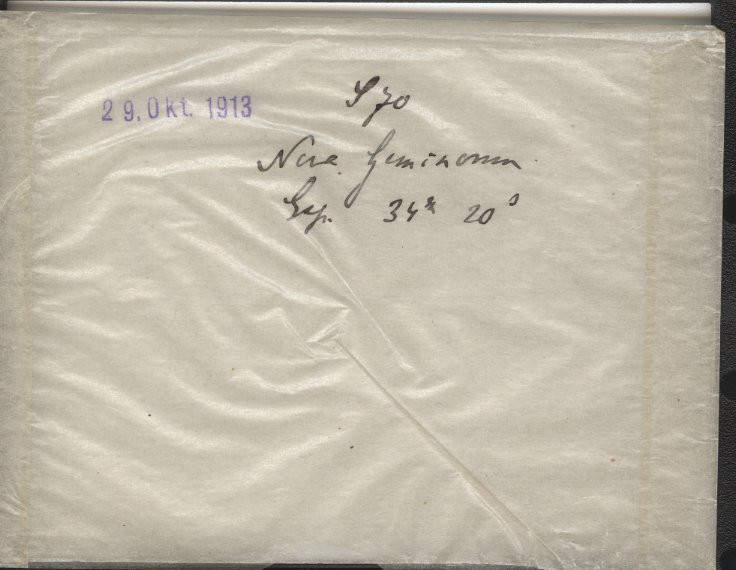 29. Okt. 1913
S 70
Nova Geminorum
Exp. 34m 20s